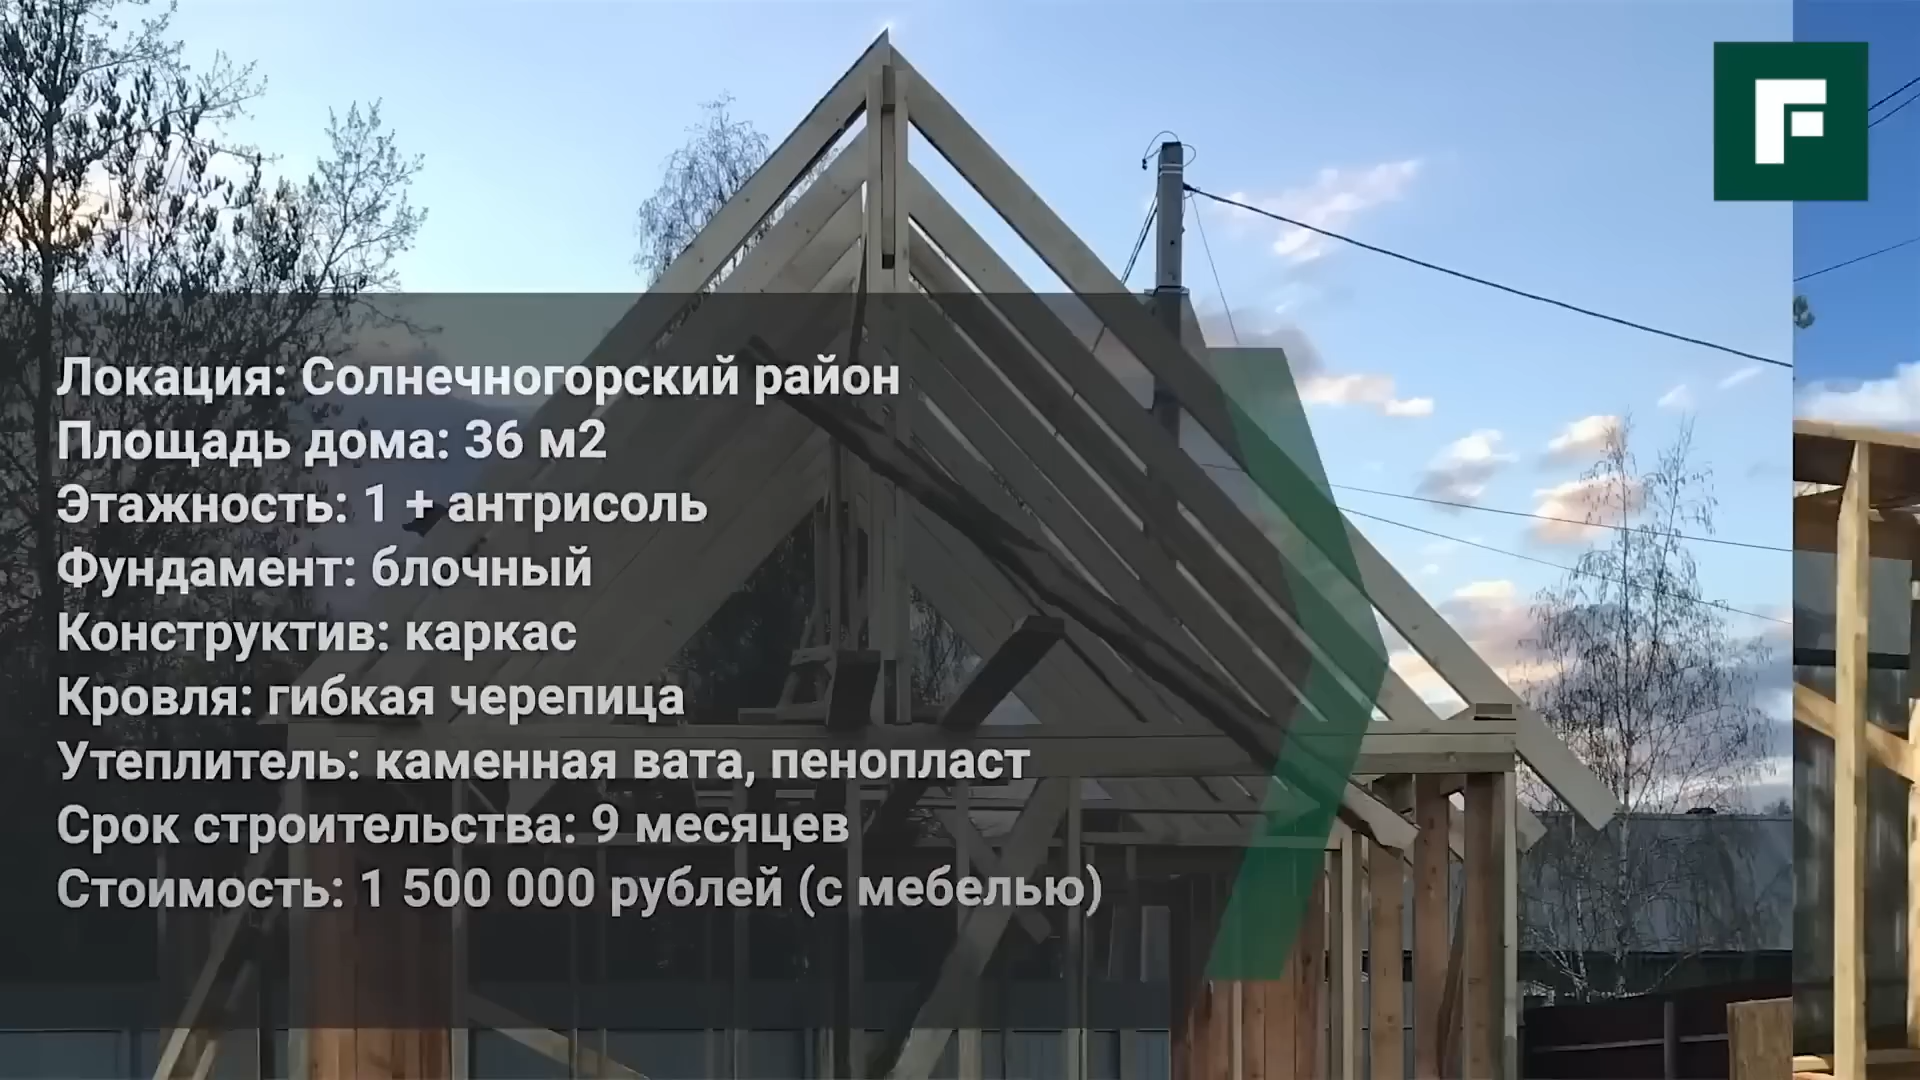 F
Локация: Солнечногорский район
Площадь дома: 36 м2
Этажность: 1 + антрисоль
Фундамент: блочный
Конструктив: каркас
Кровля: гибкая черепица
Утеплитель: каменная вата, пенопласт
Срок строительства: 9 месяцев
Стоимость: 1 500 000 рублей (с мебелью)